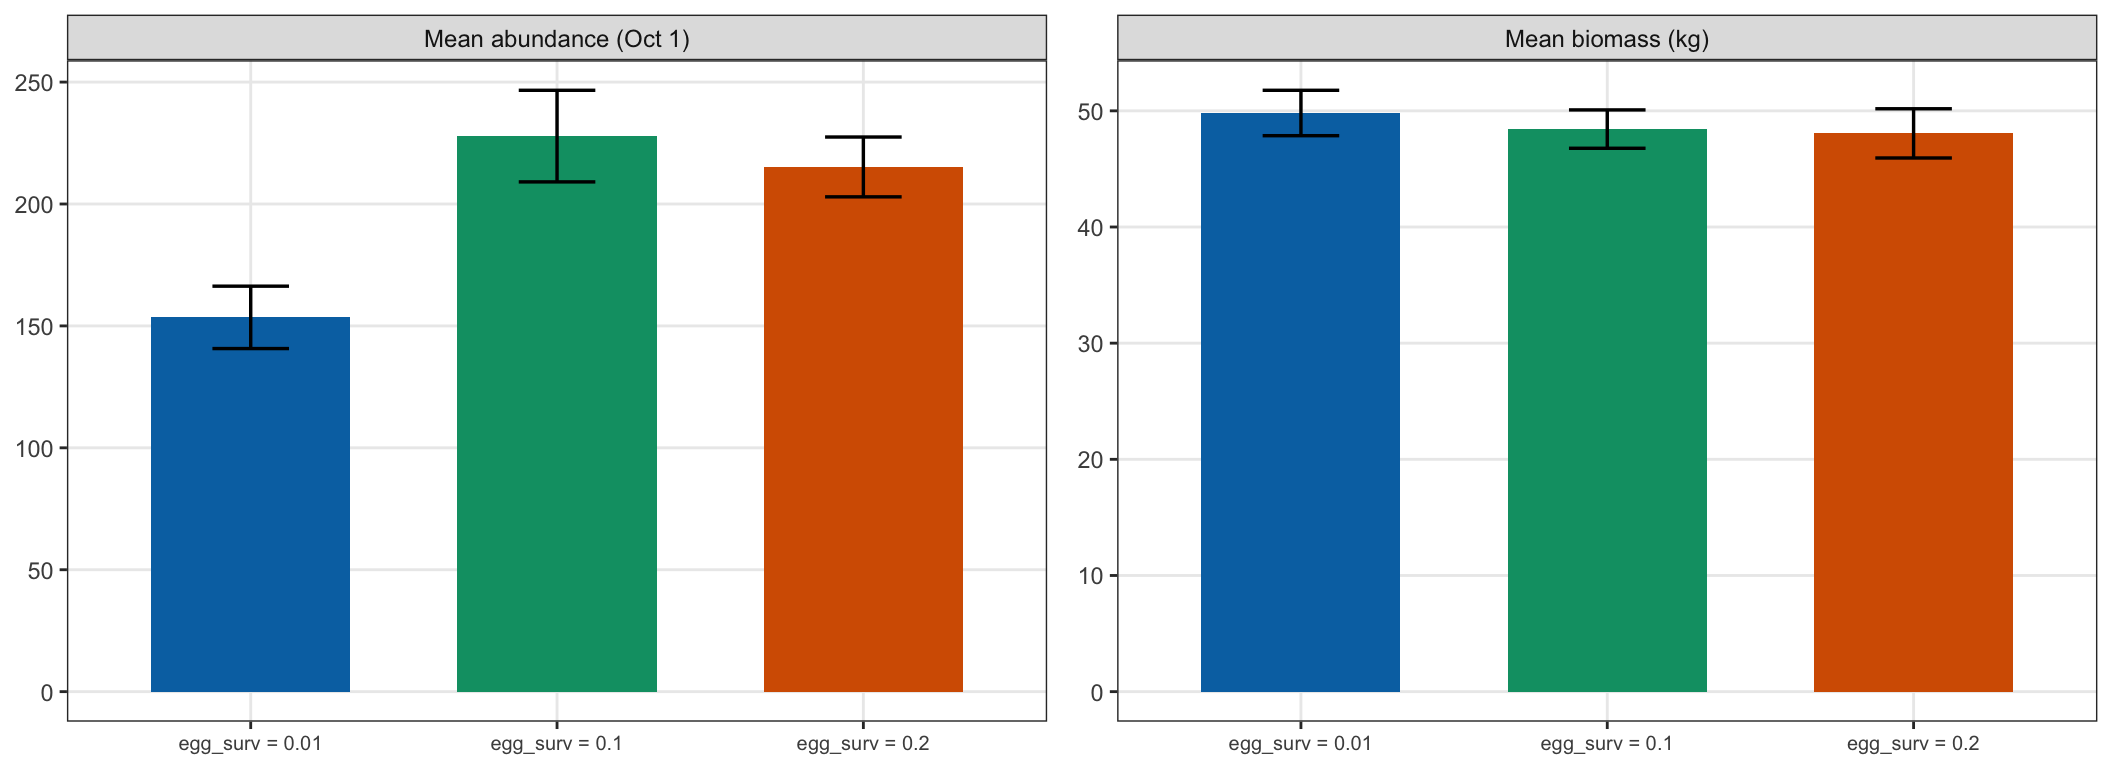 Mean abundance (Oct 1)
250
200
150
100
50
0
egg_surv = 0.01
egg_surv = 0.1
egg_surv = 0.2
Mean biomass (kg)
50
40
30
20
10
0
egg_surv = 0.01
egg_surv = 0.1
egg_surv = 0.2